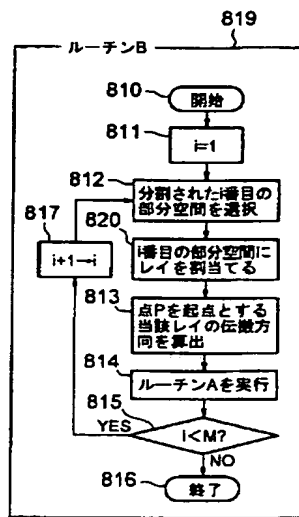 819
ルーチンB
810
開始
811
i=1
812
分割されたi番目の
部分空間を選択
817
i+1→i
820
i番目の部分空間に
レイを割当てる
813
点Pを起点とする
当該レイの伝搬方
向を算出
814
ルーチンAを実行
815
YES
i<M?
NO
816
終了